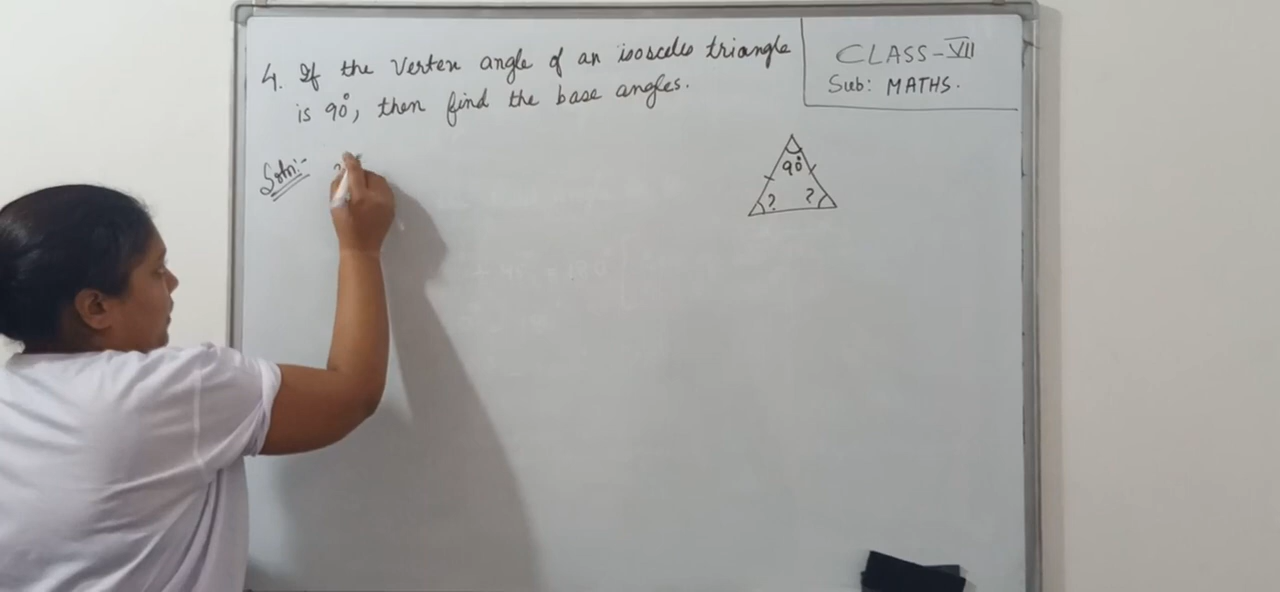 4. If the Vertex angle of an isosceles triangle
is 90°, then find the base angles.
CLASS-VII
Sub: MATHS.
Soln:-
90°
? ?